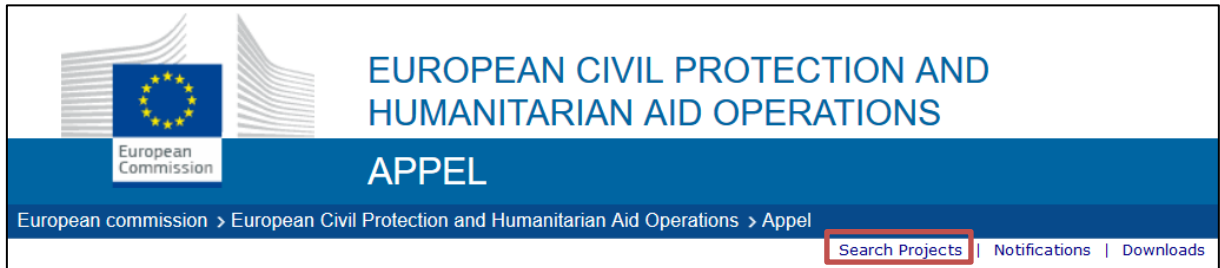 EUROPEAN CIVIL PROTECTION AND
HUMANITARIAN AID OPERATIONS
European
Commission
APPEL
European commission > European Civil Protection and Humanitarian Aid Operations > Appel
Search Projects | Notifications | Downloads